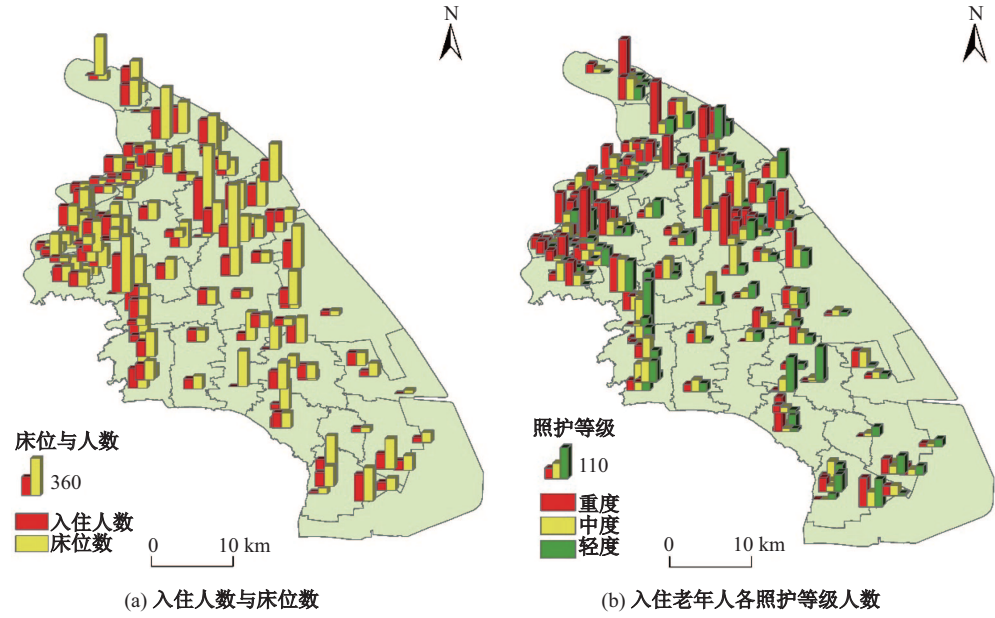 N
床位与人数
360
入住人数
床位数
0 10 km
(a) 入住人数与床位数
N
照护等级
110
重度
中度
轻度
0 10 km
(b) 入住老年人各照护等级人数